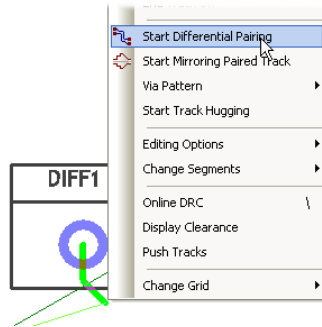 Start Differential Pairing
Start Mirroring Paired Track
Via Pattern
Start Track Hugging
Editing Options
Change Segments
Online DRC \
Display Clearance
Push Tracks
Change Grid
DIFF1